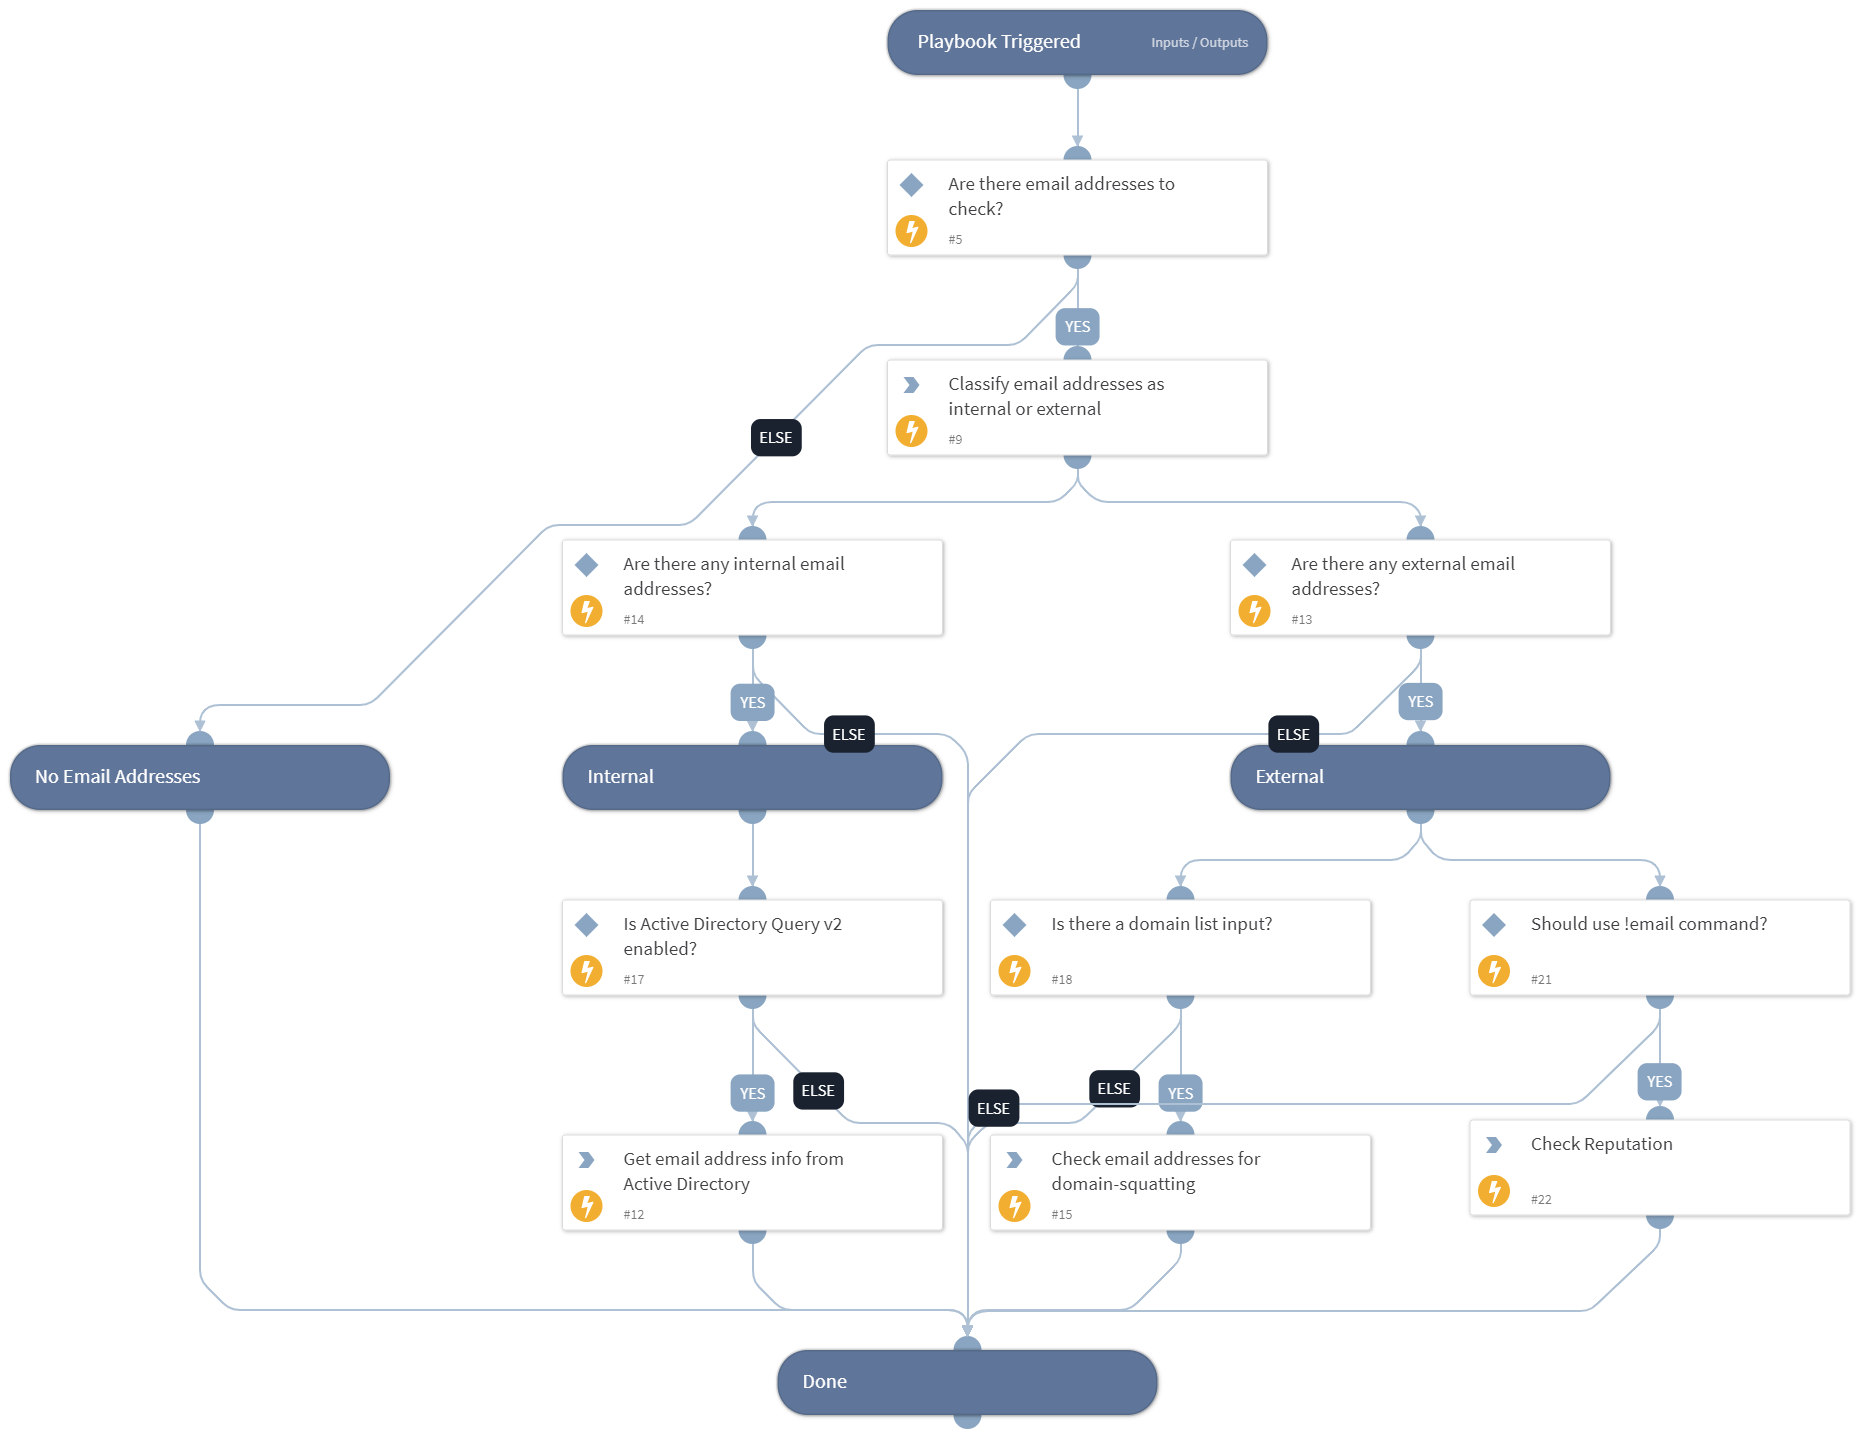 Playbook Triggered
Inputs / Outputs
Are there email addresses to
check?
#5
YES
Classify email addresses as
internal or external
#9
ELSE
Are there any internal email
addresses?
#14
Are there any external email
addresses?
#13
YES
ELSE
ELSE
YES
No Email Addresses
Internal
External
Is Active Directory Query v2
enabled?
#17
Is there a domain list input?
#18
Should use !email command?
#21
YES
ELSE
ELSE
ELSE
YES
YES
Get email address info from
Active Directory
#12
Check email addresses for
domain-squatting
#15
Check Reputation
#22
Done